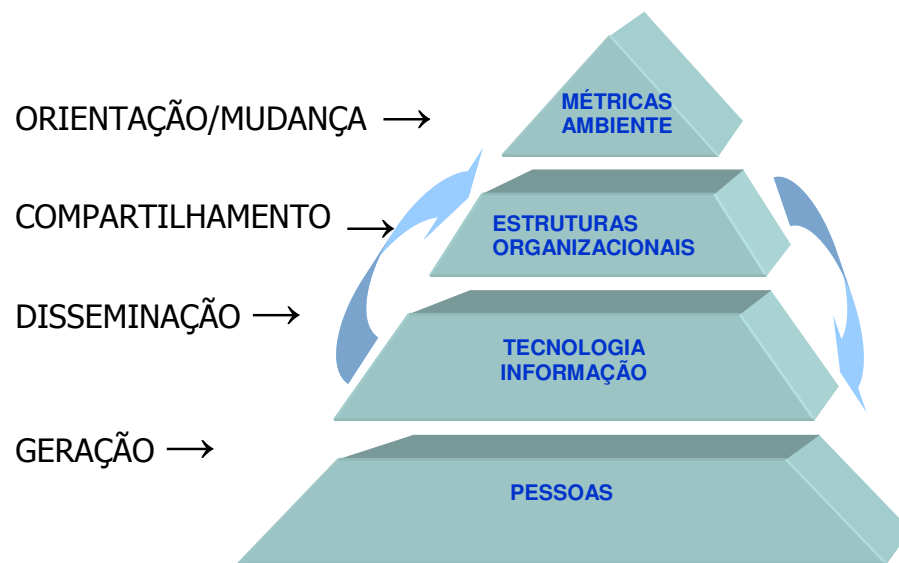 ORIENTAÇÃO/MUDANÇA →
MÉTRICAS
AMBIENTE
COMPARTILHAMENTO →
ESTRUTURAS
ORGANIZACIONAIS
DISSEMINAÇÃO →
TECNOLOGIA
INFORMAÇÃO
GERAÇÃO →
PESSOAS